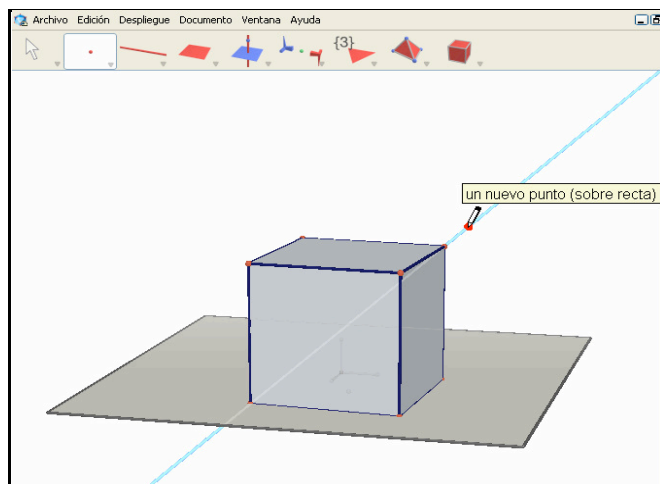 Archivo Edición Despliegue Documento Ventana Ayuda
{3}
un nuevo punto (sobre recta)